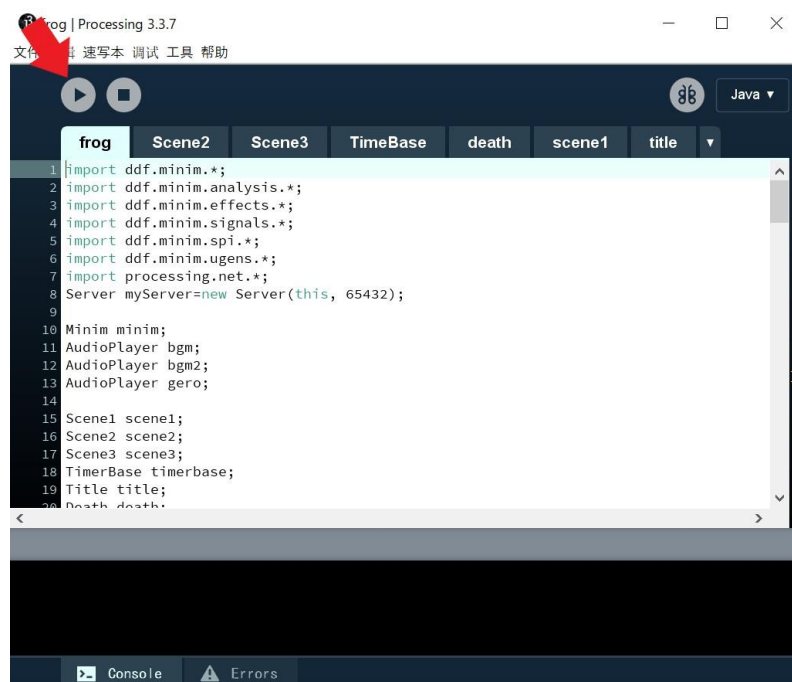 frog | Processing 3.3.7
文件 速写本 调试 工具 帮助
Java
frog Scene2 Scene3 TimeBase death scene1 title
1 import ddf.minim.*;
2 import ddf.minim.analysis.*;
3 import ddf.minim.effects.*;
4 import ddf.minim.signals.*;
5 import ddf.minim.spi.*;
6 import ddf.minim.ugens.*;
7 import processing.net.*;
8 Server myServer=new Server(this, 65432);
9
10 Minim minim;
11 AudioPlayer bgm;
12 AudioPlayer bgm2;
13 AudioPlayer gero;
14
15 Scene1 scene1;
16 Scene2 scene2;
17 Scene3 scene3;
18 TimerBase timerbase;
19 Title title;
20 Death death;
Console Errors